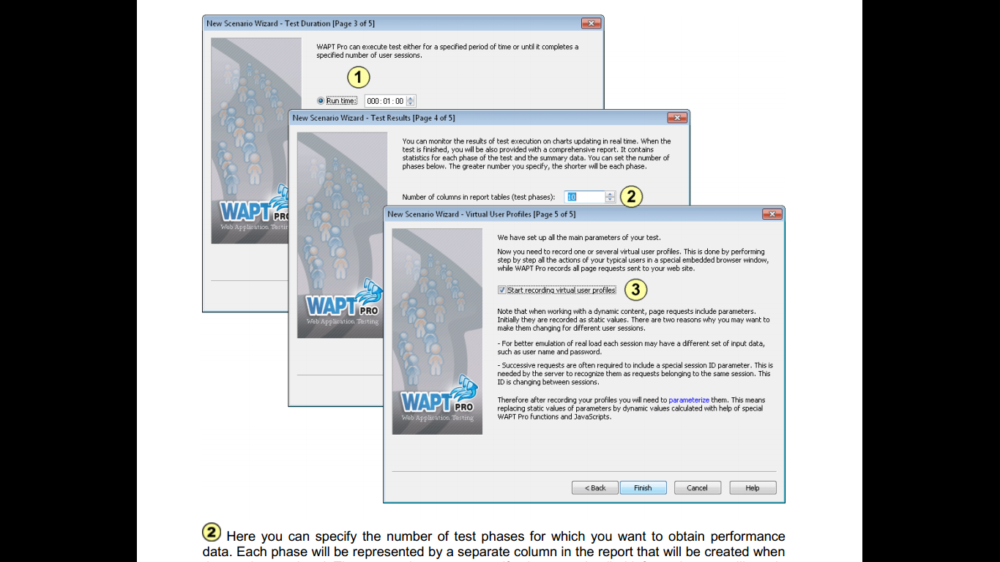 New Scenario Wizard - Test Duration [Page 3 of 5]
WAPT Pro can execute test either for a specified period of time or until it completes a
specified number of user sessions.
1
Run time: 000:01:00
WAPT PRO
Web Application Testin
New Scenario Wizard - Test Results [Page 4 of 5]
You can monitor the results of test execution on charts updating in real time. When the
test is finished, you will be also provided with a comprehensive report. It contains
statistics for each phase of the test and the summary data. You can set the number of
phases below. The greater number you specify, the shorter will be each phase.
Number of columns in report tables (test phases): 10 2
WAPT PRO
Web Application Testing
New Scenario Wizard - Virtual User Profiles [Page 5 of 5]
We have set up all the main parameters of your test.
Now you need to record one or several virtual user profiles. This is done by performing
step by step all the actions of your typical users in a special embedded browser window,
while WAPT Pro records all page requests sent to your web site.
Start recording virtual user profiles 3
Note that when working with a dynamic content, page requests include parameters.
Initially they are recorded as static values. There are two reasons why you may want to
make them changing for different user sessions.
- For better emulation of real load each session may have a different set of input data,
such as user name and password.
- Successive requests are often required to include a special session ID parameter. This is
needed by the server to recognize them as requests belonging to the same session. This
ID is changing between sessions.
Therefore after recording your profiles you will need to parameterize them. This means
replacing static values of parameters by dynamic values calculated with help of special
WAPT Pro functions and JavaScripts.
WAPT PRO
Web Application Testing
< Back Finish Cancel Help
2 Here you can specify the number of test phases for which you want to obtain performance
data. Each phase will be represented by a separate column in the report that will be created when